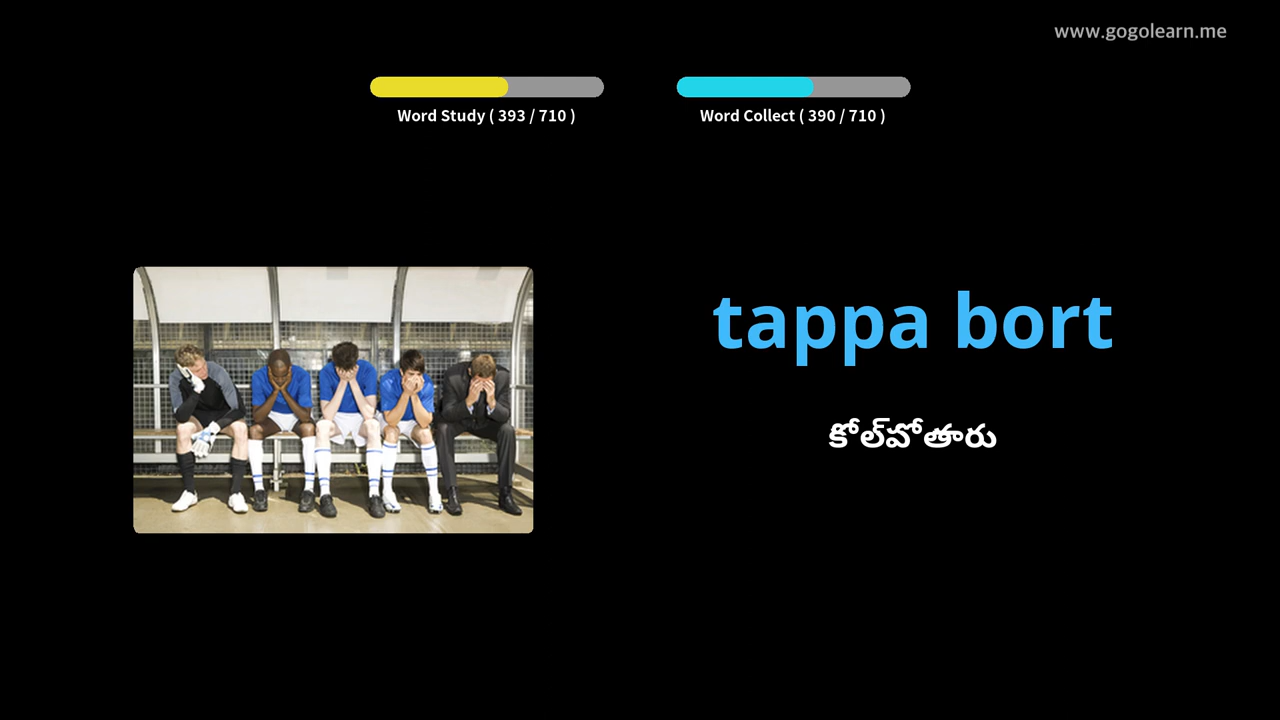 www.gogolearn.me
Word Study ( 393 / 710 )
Word Collect ( 390 / 710 )
tappa bort
కోల్‌వోతారు